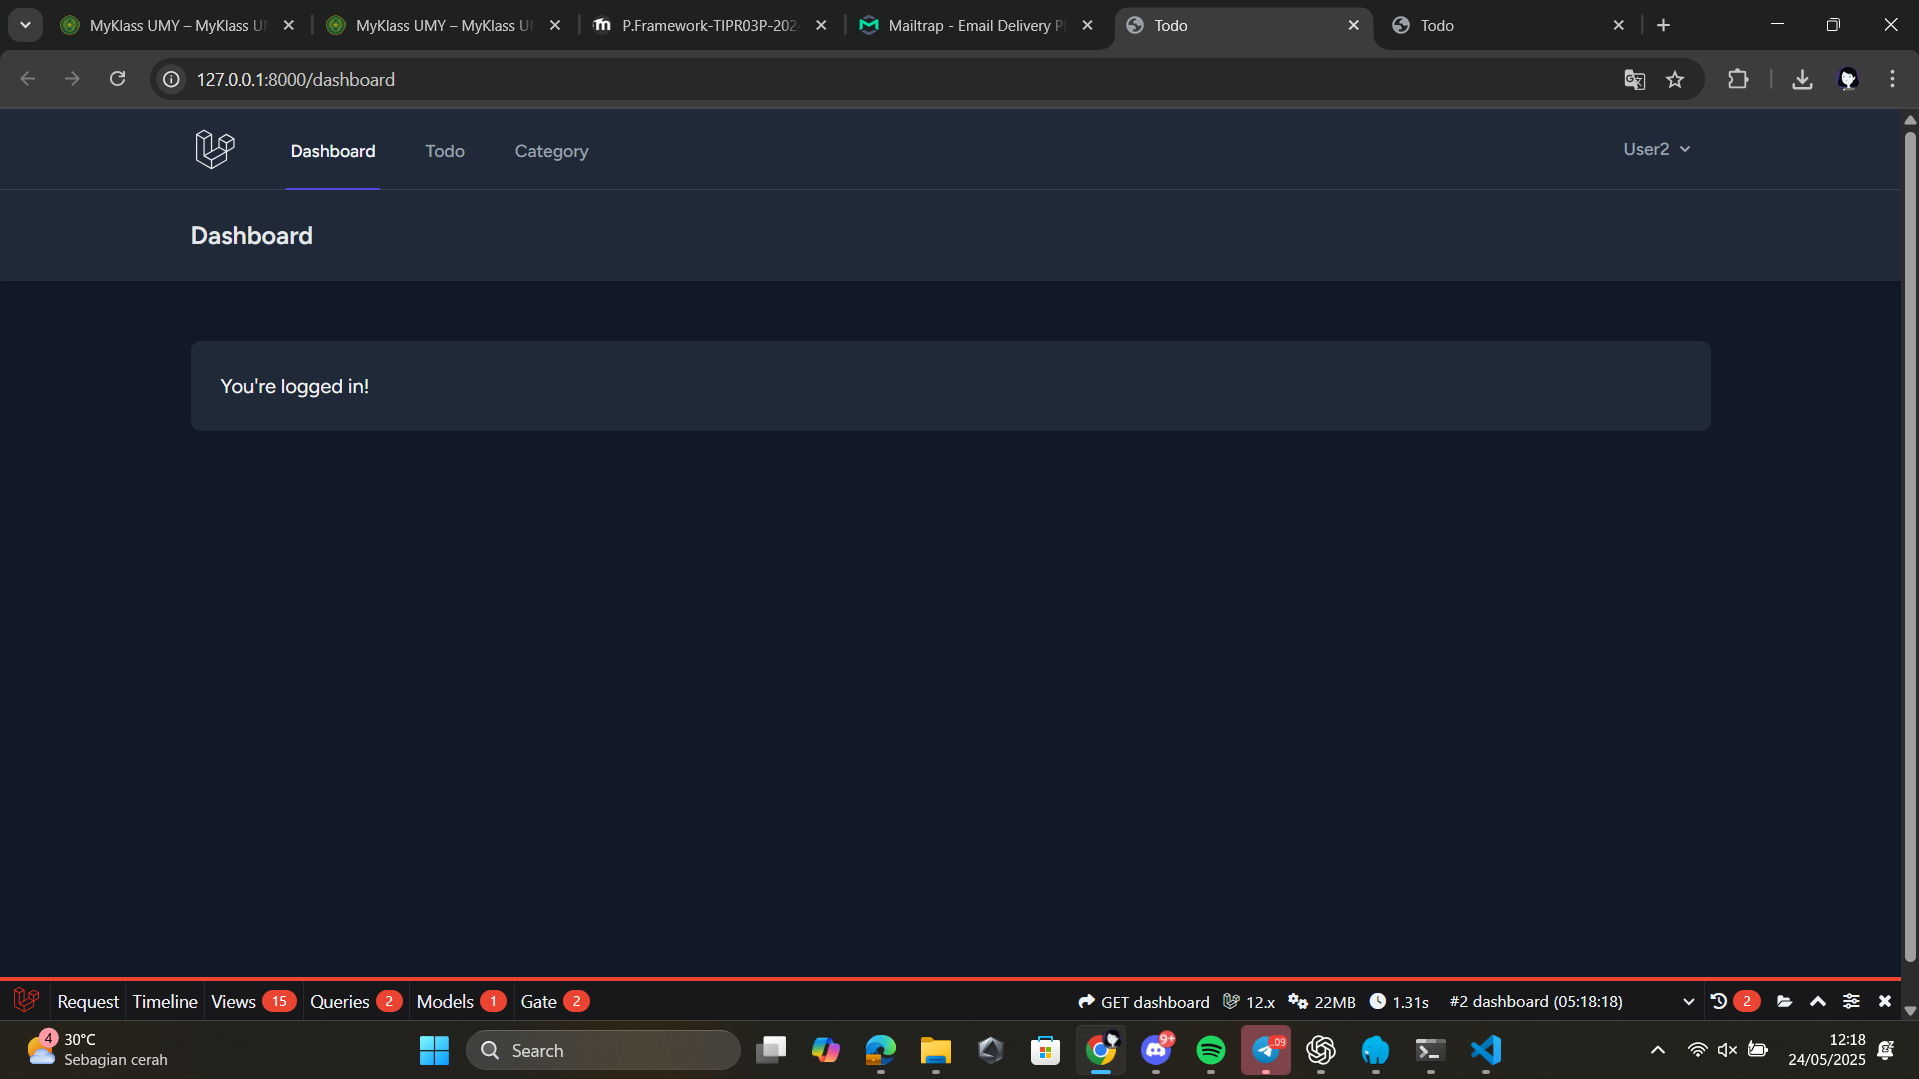 MyKlass UMY – MyKlass U
MyKlass UMY – MyKlass U
P.Framework-TIPR03P-202
Mailtrap - Email Delivery P
Todo
Todo
127.0.0.1:8000/dashboard
Dashboard
Todo
Category
User2
Dashboard
You're logged in!
Request
Timeline
Views 15
Queries 2
Models 1
Gate 2
GET dashboard
12.x
22MB
1.31s
#2 dashboard (05:18:18)
2
4
30°C
Sebagian cerah
Search
9+
..09
12:18
24/05/2025